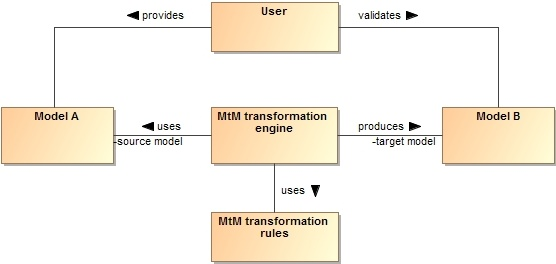 User
provides
validates
Model A
MtM transformation
engine
Model B
uses
-source model
produces
-target model
uses
MtM transformation
rules